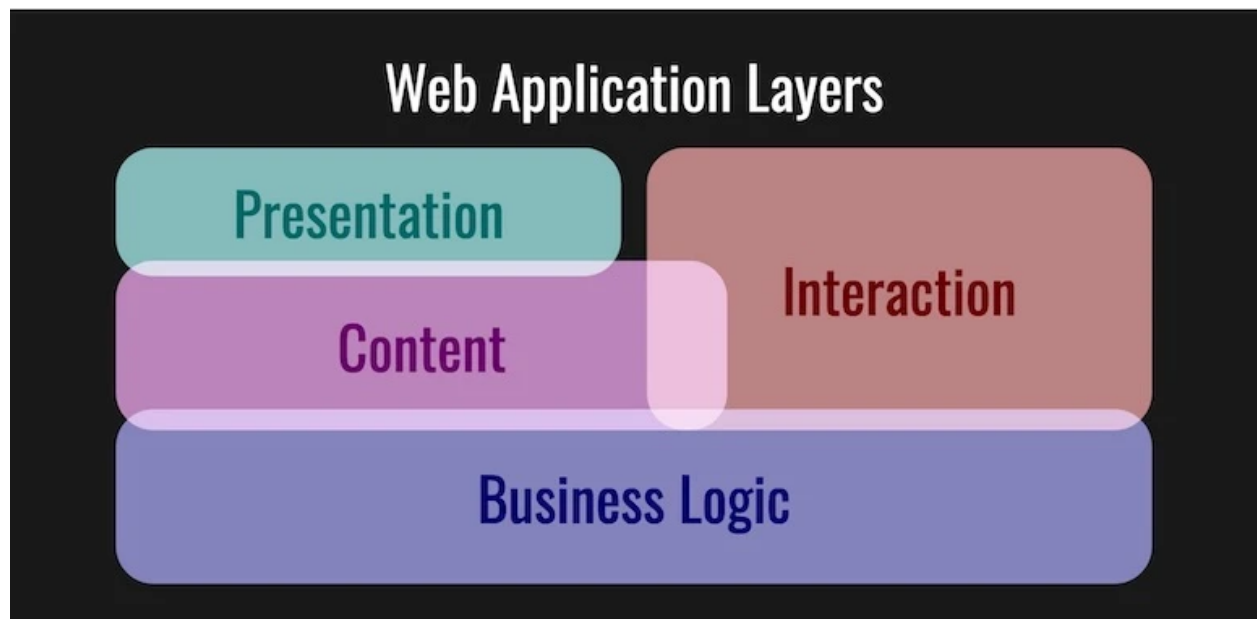 Web Application Layers
Presentation
Interaction
Content
Business Logic